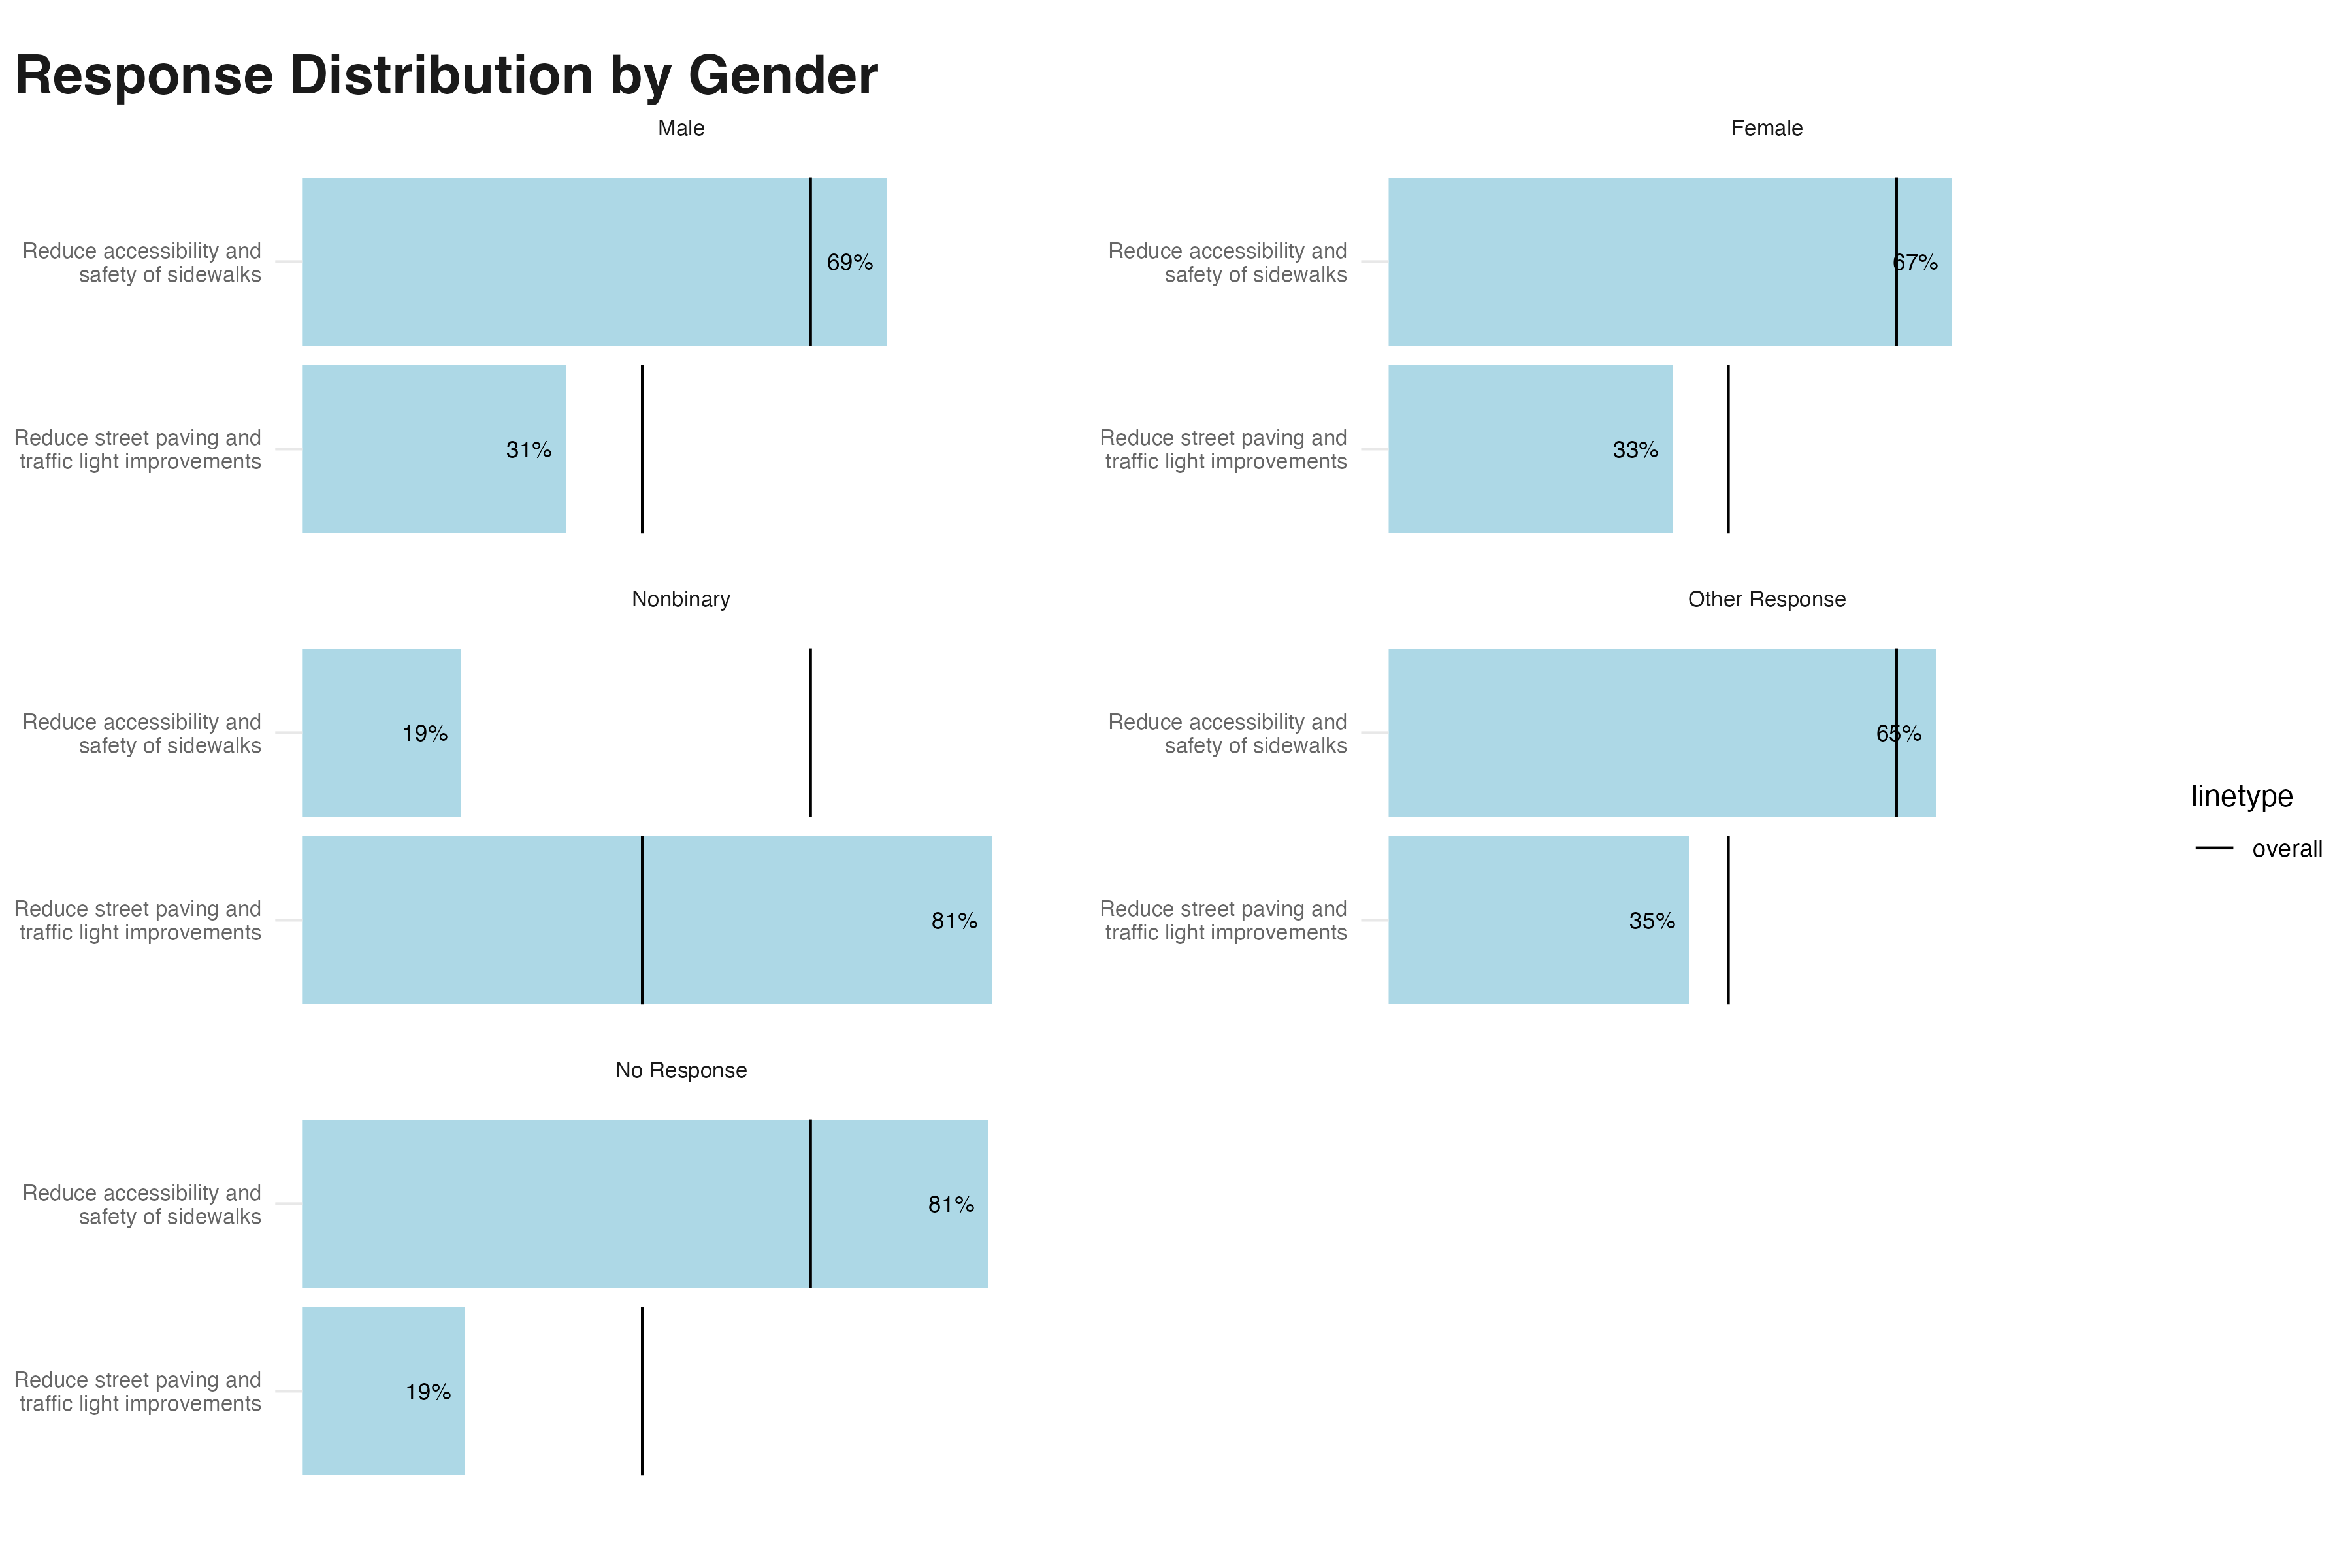 Response Distribution by Gender
Male
Reduce accessibility and
safety of sidewalks
69%
Reduce street paving and
traffic light improvements
31%
Female
Reduce accessibility and
safety of sidewalks
67%
Reduce street paving and
traffic light improvements
33%
Nonbinary
Reduce accessibility and
safety of sidewalks
19%
Reduce street paving and
traffic light improvements
81%
Other Response
Reduce accessibility and
safety of sidewalks
65%
Reduce street paving and
traffic light improvements
35%
No Response
Reduce accessibility and
safety of sidewalks
81%
Reduce street paving and
traffic light improvements
19%
linetype
overall